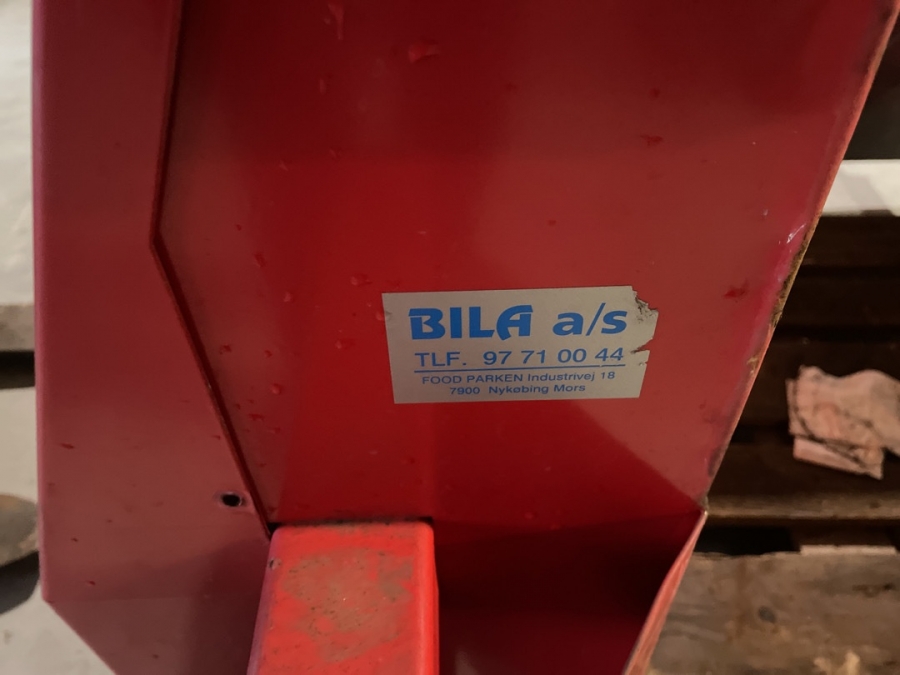 BILA a/s
TLF. 97 71 00 44
FOOD PARKEN Industrivej 18
7900 Nykøbing Mors